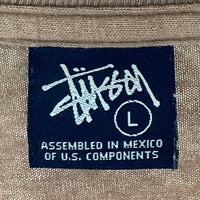 Stüssy
L
ASSEMBLED IN MEXICO
OF U.S. COMPONENTS